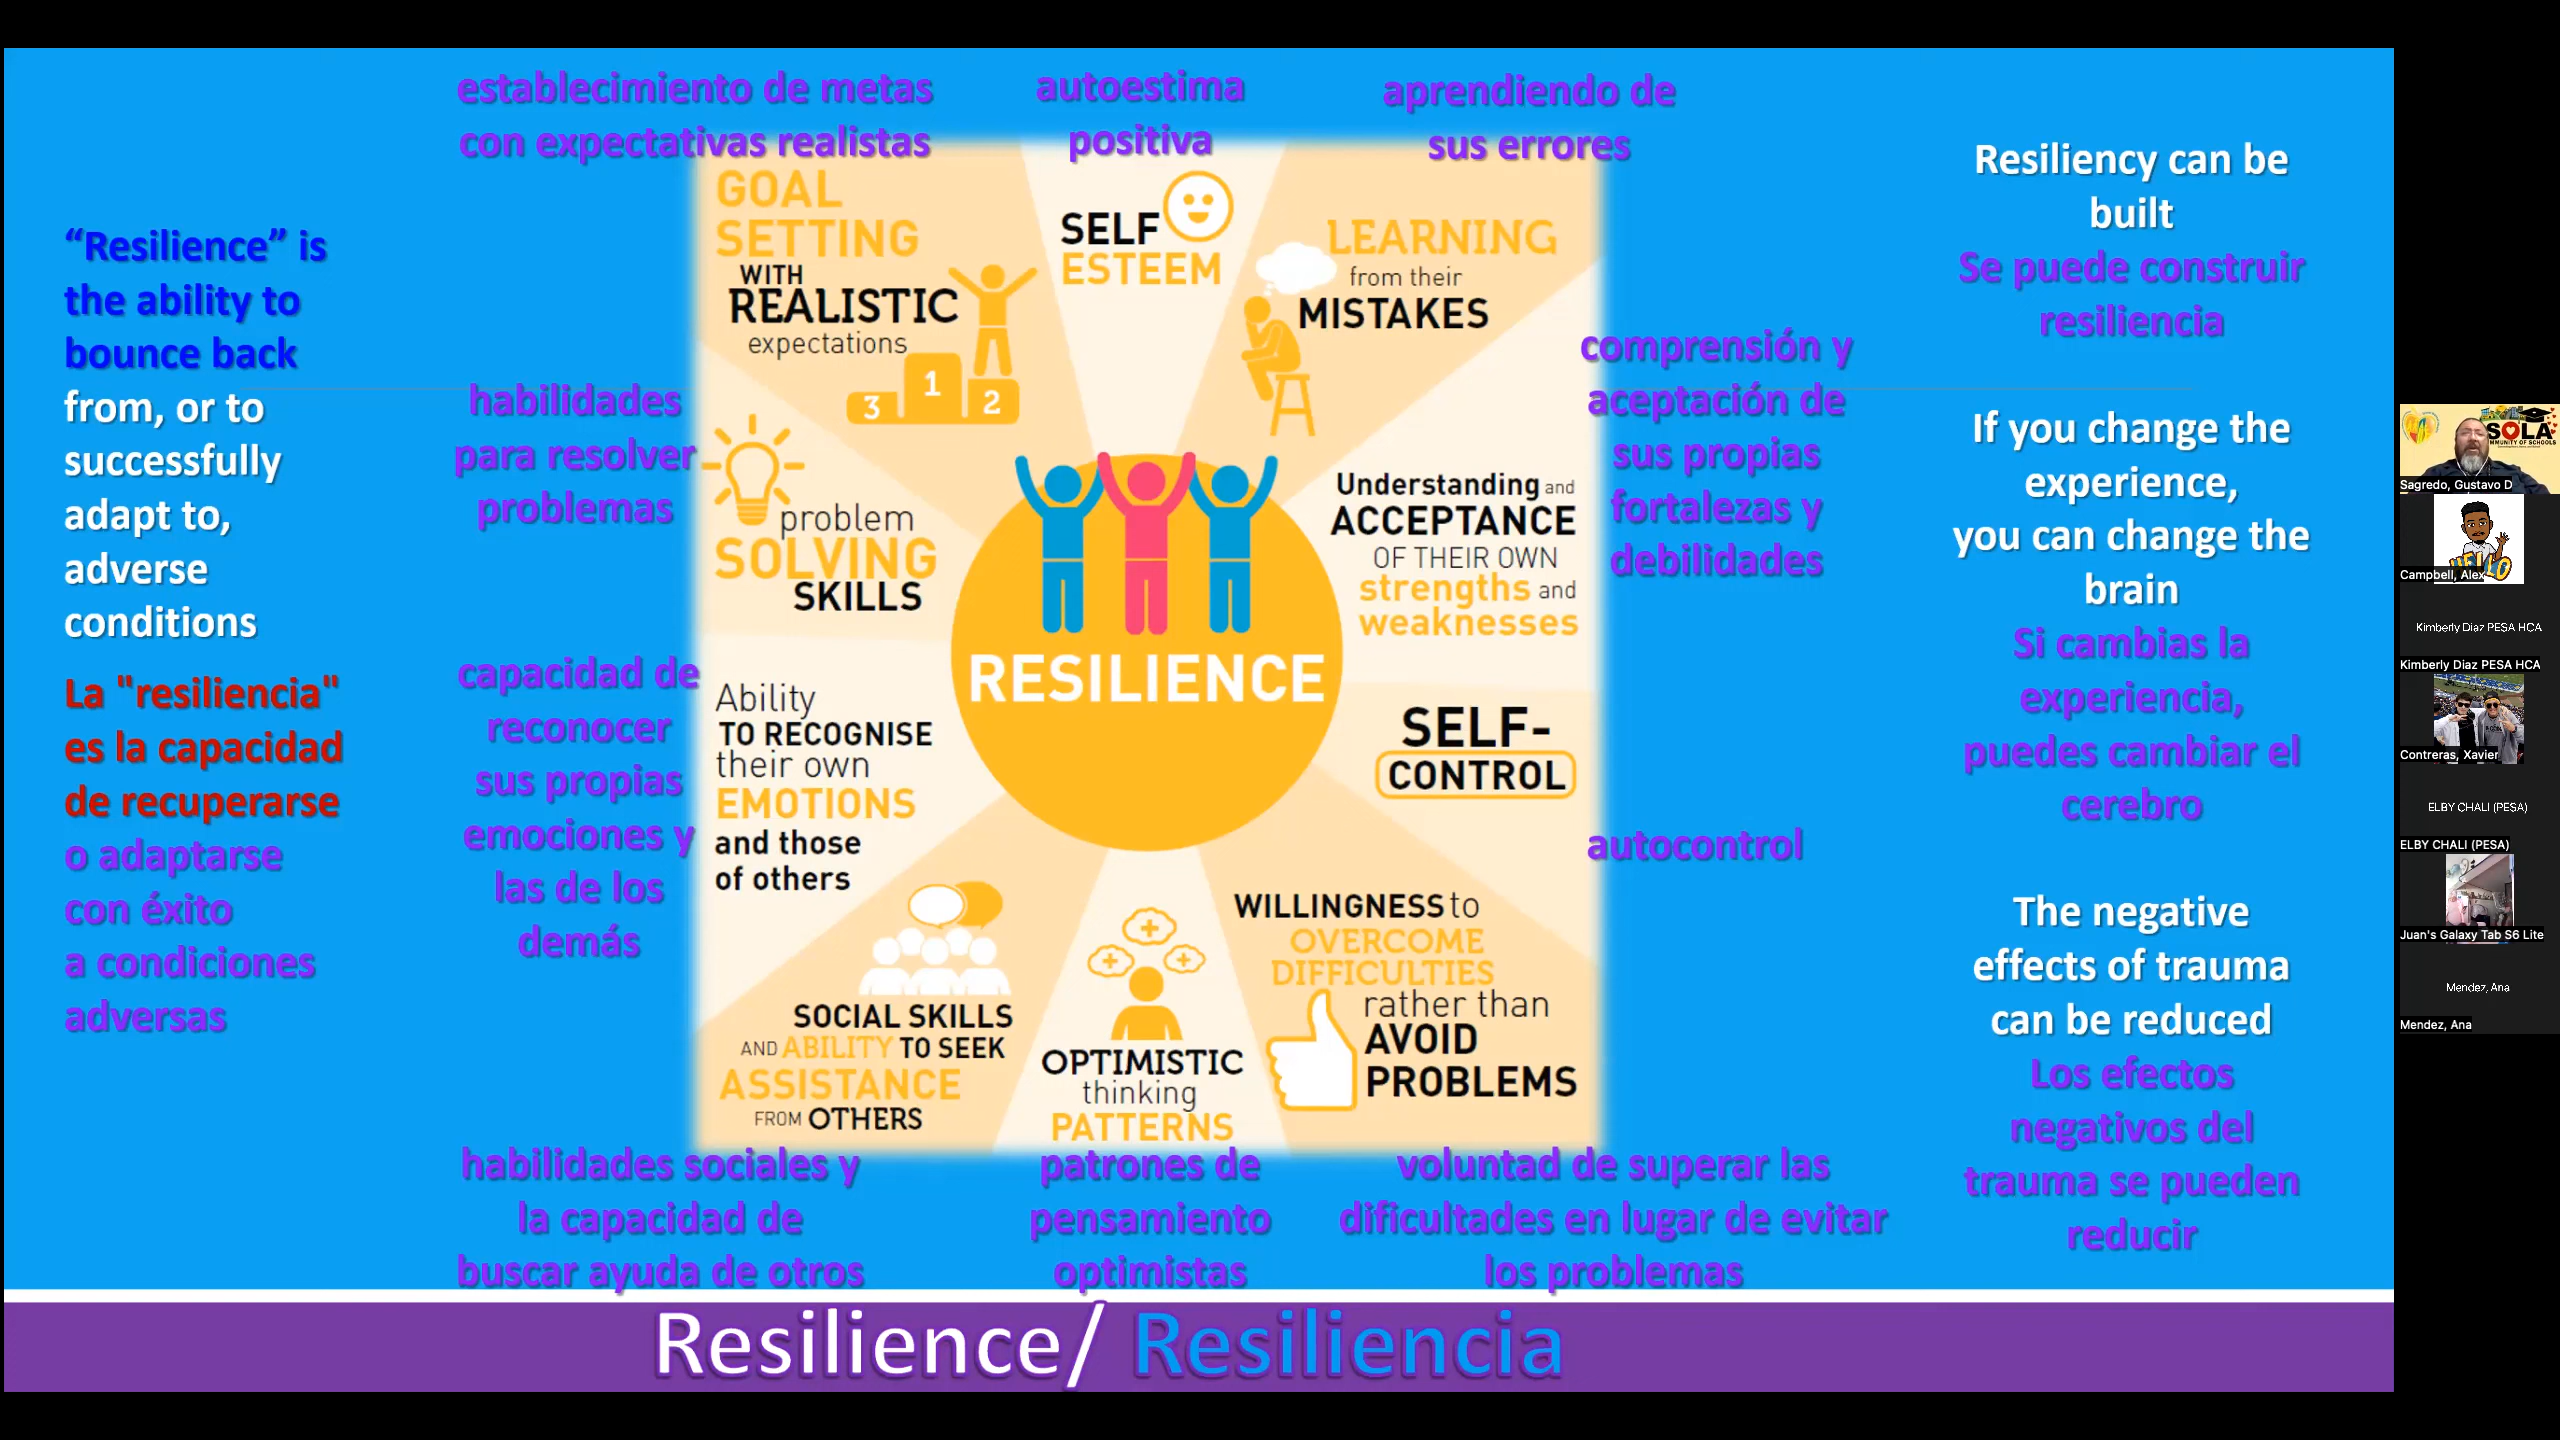 establecimiento de metas
con expectativas realistas
autoestima
positiva
aprendiendo de
sus errores
“Resilience” is
the ability to
bounce back
from, or to
successfully
adapt to,
adverse
conditions
La "resiliencia"
es la capacidad
de recuperarse
o adaptarse
con éxito
a condiciones
adversas
habilidades
para resolver
problemas
capacidad de
reconocer
sus propias
emociones y
las de los
demás
GOAL
SETTING
WITH
REALISTIC
expectations
1
2
3
SELF
ESTEEM
LEARNING
from their
MISTAKES
problem
SOLVING
SKILLS
Understanding and
ACCEPTANCE
OF THEIR OWN
strengths and
weaknesses
RESILIENCE
Ability
TO RECOGNISE
their own
EMOTIONS
and those
of others
SELF-
CONTROL
SOCIAL SKILLS
AND ABILITY TO SEEK
ASSISTANCE
FROM OTHERS
OPTIMISTIC
thinking
PATTERNS
WILLINGNESS to
OVERCOME
DIFFICULTIES
rather than
AVOID
PROBLEMS
comprensión y
aceptación de
sus propias
fortalezas y
debilidades
autocontrol
habilidades sociales y
la capacidad de
buscar ayuda de otros
patrones de
pensamiento
optimistas
voluntad de superar las
dificultades en lugar de evitar
los problemas
Resiliency can be
built
Se puede construir
resiliencia
If you change the
experience,
you can change the
brain
Si cambias la
experiencia,
puedes cambiar el
cerebro
The negative
effects of trauma
can be reduced
Los efectos
negativos del
trauma se pueden
reducir
Resilience/ Resiliencia
SOLA
MMUNITY OF SCHOOLS
Sagredo, Gustavo D
HELLO
Campbell, Alex
Kimberly Diaz PESA HCA
Kimberly Diaz PESA HCA
Contreras, Xavier
ELBY CHALI (PESA)
ELBY CHALI (PESA)
Juan's Galaxy Tab S6 Lite
Mendez, Ana
Mendez, Ana